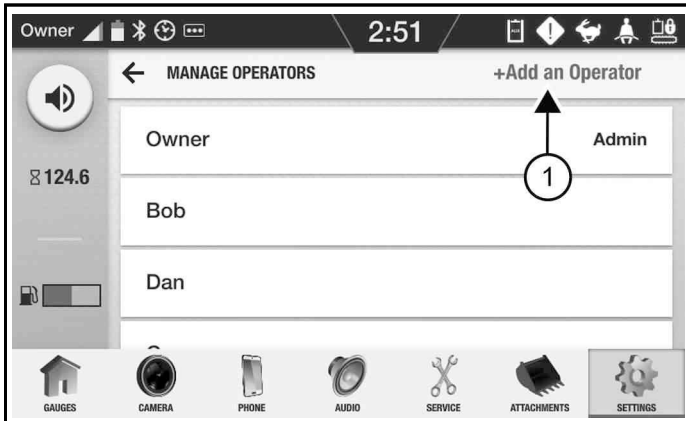 Owner 2:51
← MANAGE OPERATORS +Add an Operator
Owner Admin
1
124.6
Bob
Dan
GAUGES CAMERA PHONE AUDIO SERVICE ATTACHMENTS SETTINGS